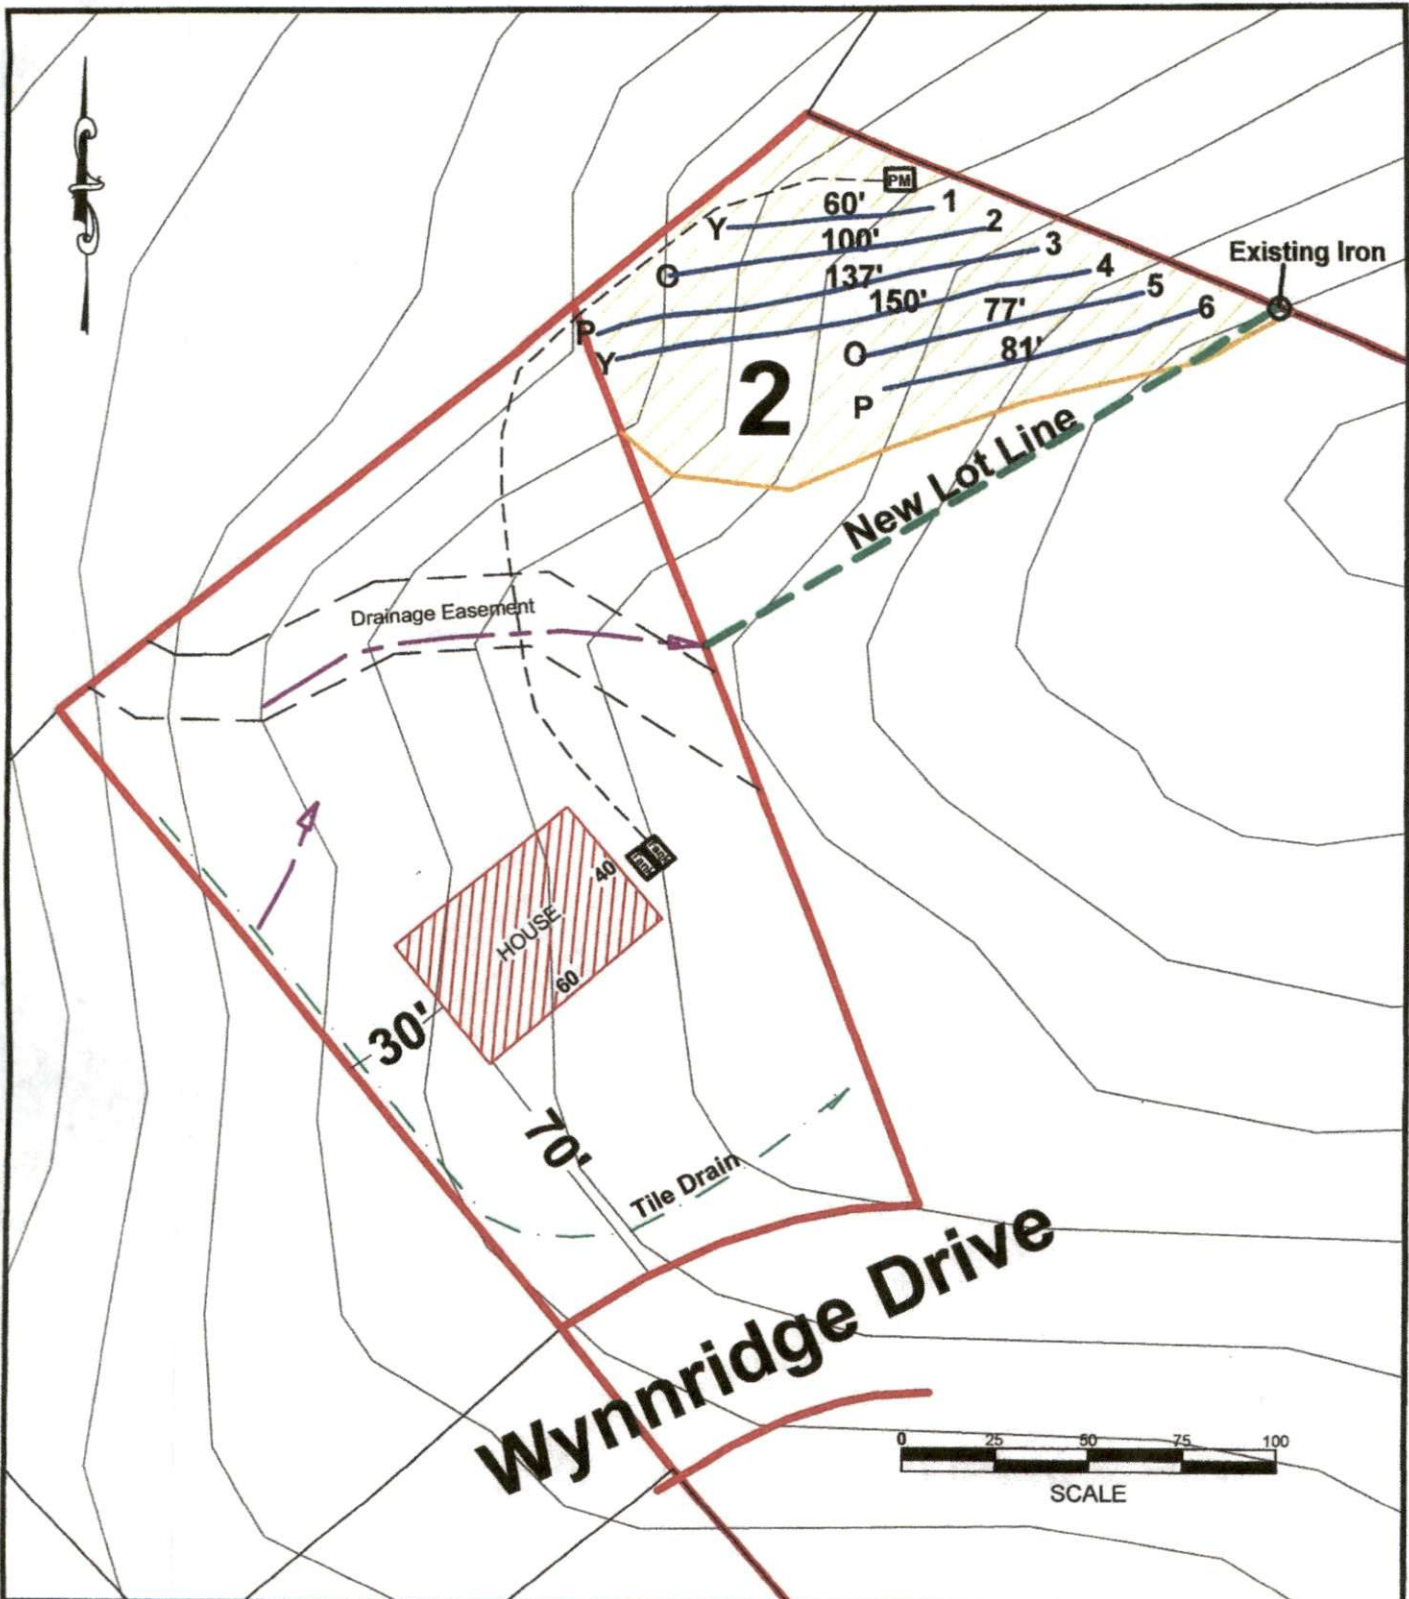 PM
60' 1
Y
100' 2
O
137' 3
P
150' 4
Y
77' 5
O
81' 6
P
Existing Iron
2
New Lot Line
Drainage Easement
40
HOUSE
60
30'
70'
Tile Drain
Wynnridge Drive
0 25 50 75 100
SCALE